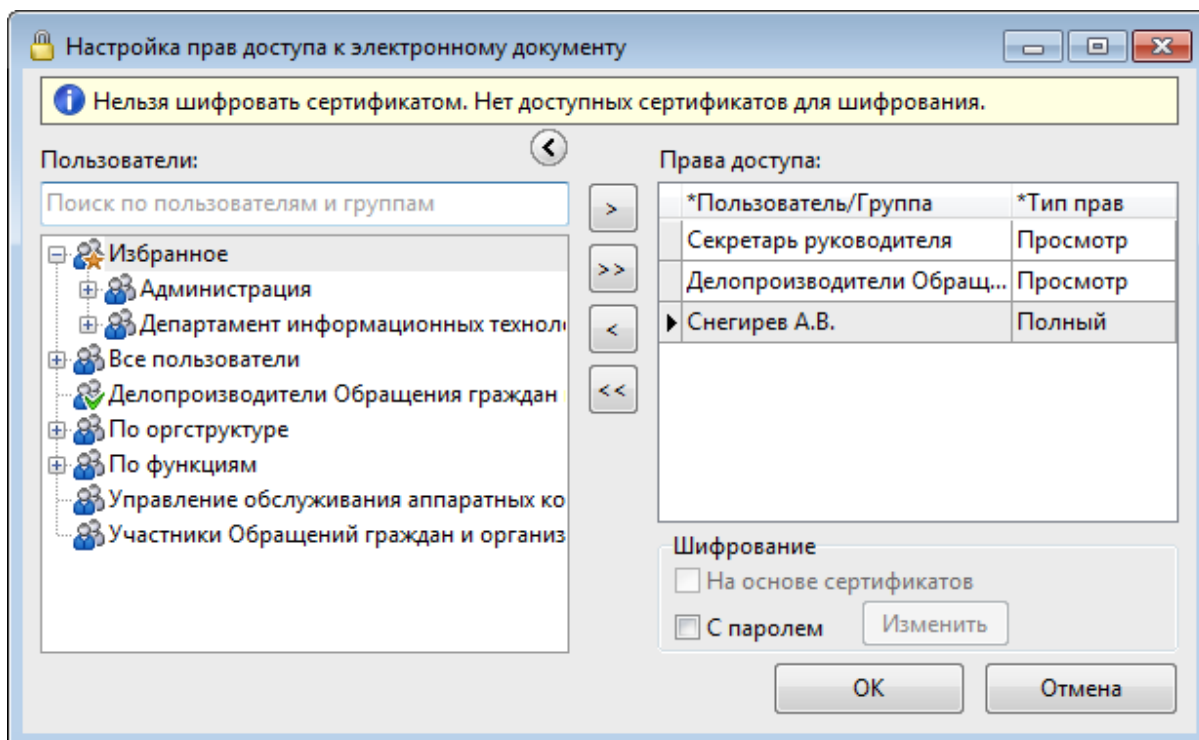 Настройка прав доступа к электронному документу
Нельзя шифровать сертификатом. Нет доступных сертификатов для шифрования.
Пользователи:
Поиск по пользователям и группам
Избранное
Администрация
Департамент информационных технол
Все пользователи
Делопроизводители Обращения граждан
По оргструктуре
По функциям
Управление обслуживания аппаратных ко
Участники Обращений граждан и организ
>
>>
<
<<
Права доступа:
*Пользователь/Группа *Тип прав
Секретарь руководителя Просмотр
Делопроизводители Обращ... Просмотр
Снегирев А.В. Полный
Шифрование
На основе сертификатов
С паролем Изменить
ОК Отмена